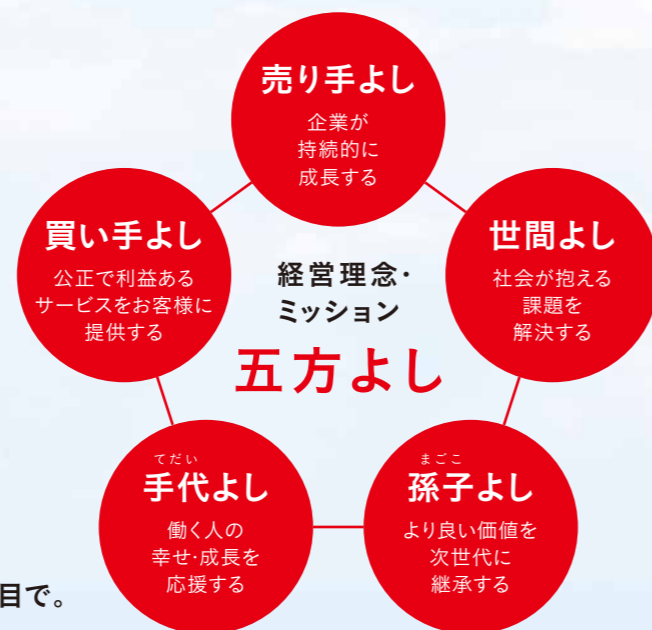 売り手よし
企業が
持続的に
成長する
買い手よし
公正で利益ある
サービスをお客様に
提供する
世間よし
社会が抱える
課題を
解決する
経営理念・
ミッション
五方よし
てだい
手代よし
働く人の
幸せ・成長を
応援する
まごこ
孫子よし
より良い価値を
次世代に
継承する
目で。